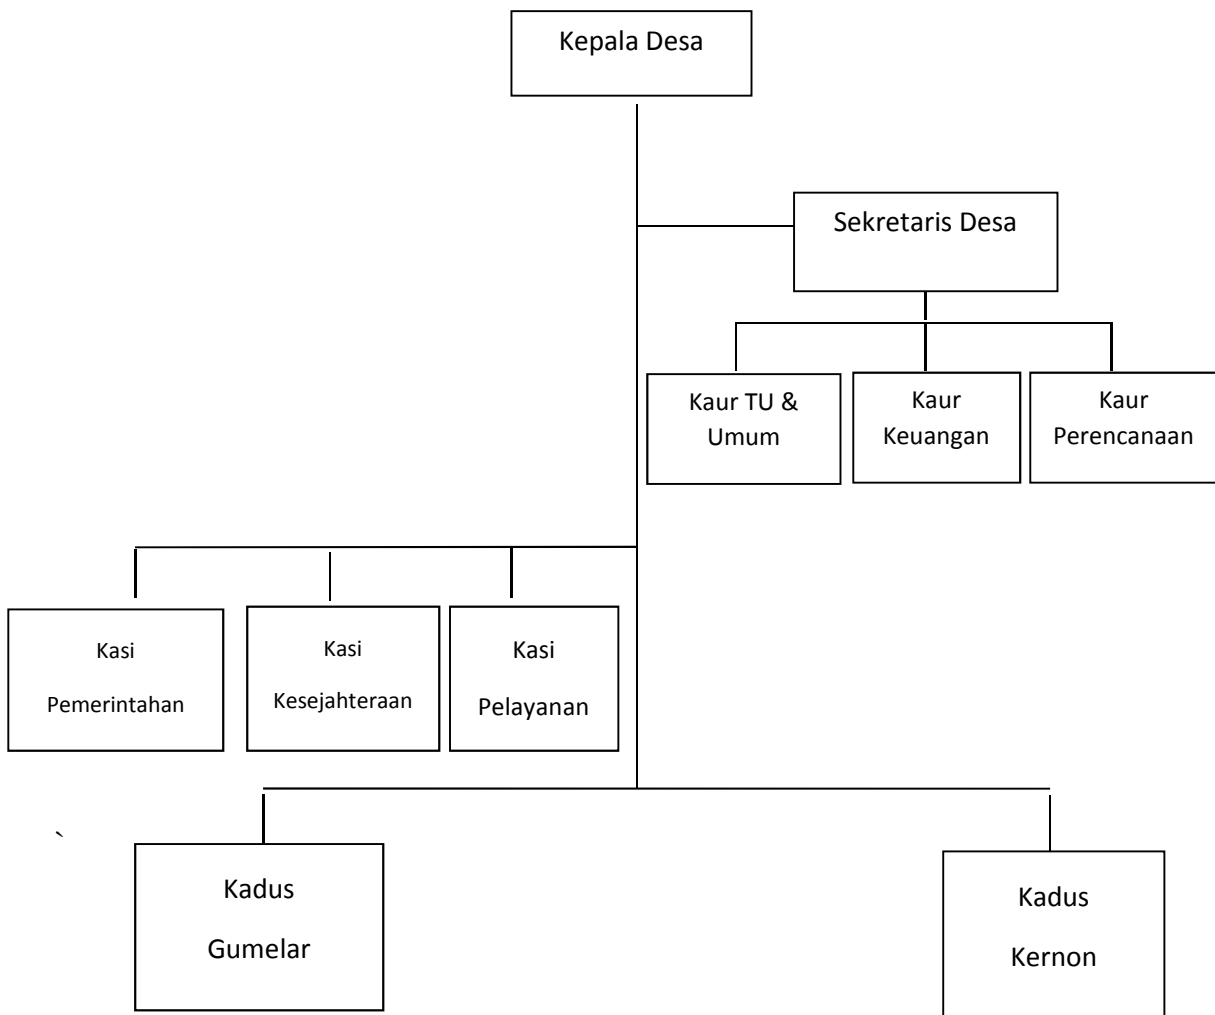 Kepala Desa
Sekretaris Desa
Kaur TU &
Umum
Kaur
Keuangan
Kaur
Perencanaan
Kasi
Pemerintahan
Kasi
Kesejahteraan
Kasi
Pelayanan
`
Kadus
Gumelar
Kadus
Kernon